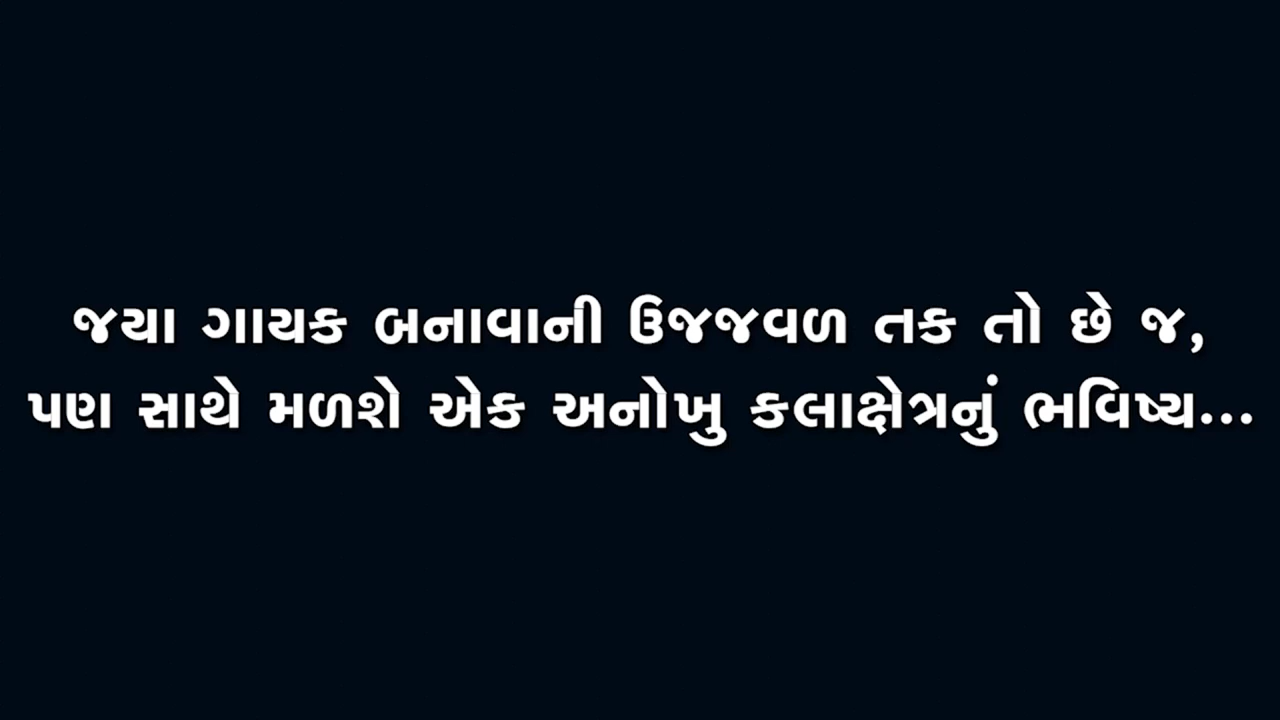 જયા ગાયક બનાવાની ઉજજવળ તક તો છે જ,
પણ સાથે મળશે એક અનોખુ કલાક્ષેત્રનું ભવિષ્ય...